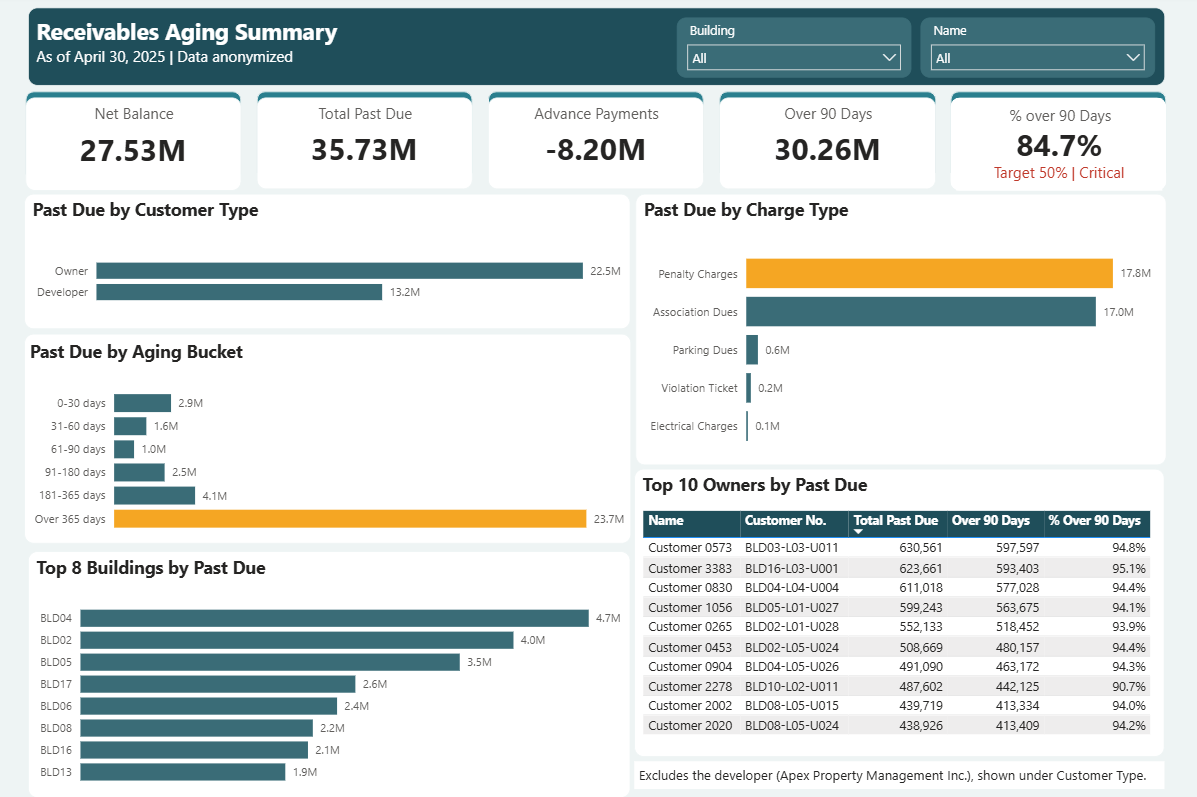 Receivables Aging Summary
As of April 30, 2025 | Data anonymized
Building
All
Name
All
Net Balance
27.53M
Total Past Due
35.73M
Advance Payments
-8.20M
Over 90 Days
30.26M
% over 90 Days
84.7%
Target 50% | Critical
Past Due by Customer Type
Owner 22.5M
Developer 13.2M
Past Due by Aging Bucket
0-30 days 2.9M
31-60 days 1.6M
61-90 days 1.0M
91-180 days 2.5M
181-365 days 4.1M
Over 365 days 23.7M
Top 8 Buildings by Past Due
BLD04 4.7M
BLD02 4.0M
BLD05 3.5M
BLD17 2.6M
BLD06 2.4M
BLD08 2.2M
BLD16 2.1M
BLD13 1.9M
Past Due by Charge Type
Penalty Charges 17.8M
Association Dues 17.0M
Parking Dues 0.6M
Violation Ticket 0.2M
Electrical Charges 0.1M
Top 10 Owners by Past Due
Name Customer No. Total Past Due Over 90 Days % Over 90 Days
Customer 0573 BLD03-L03-U011 630,561 597,597 94.8%
Customer 3383 BLD16-L03-U001 623,661 593,403 95.1%
Customer 0830 BLD04-L04-U004 611,018 577,028 94.4%
Customer 1056 BLD05-L01-U027 599,243 563,675 94.1%
Customer 0265 BLD02-L01-U028 552,133 518,452 93.9%
Customer 0453 BLD02-L05-U024 508,669 480,157 94.4%
Customer 0904 BLD04-L05-U026 491,090 463,172 94.3%
Customer 2278 BLD10-L02-U011 487,602 442,125 90.7%
Customer 2002 BLD08-L05-U015 439,719 413,334 94.0%
Customer 2020 BLD08-L05-U024 438,926 413,409 94.2%
Excludes the developer (Apex Property Management Inc.), shown under Customer Type.